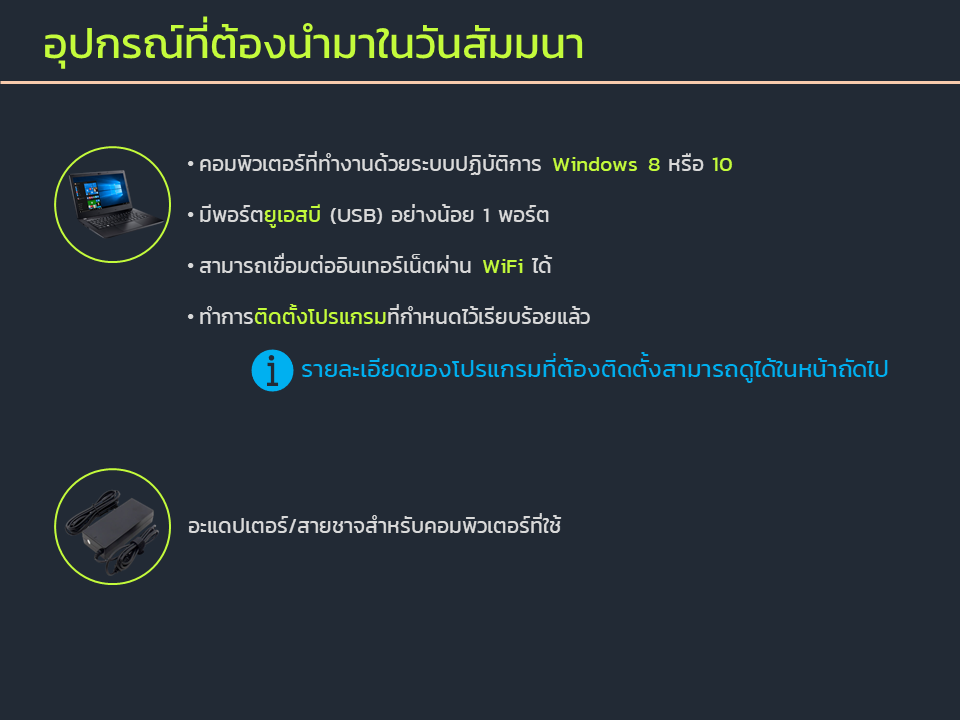 อุปกรณ์ที่ต้องนำมาในวันสัมมนา
• คอมพิวเตอร์ที่ทำงานด้วยระบบปฏิบัติการ Windows 8 หรือ 10
• มีพอร์ตยูเอสบี (USB) อย่างน้อย 1 พอร์ต
• สามารถเขื่อมต่ออินเทอร์เน็ตผ่าน WiFi ได้
• ทำการติดตั้งโปรแกรมที่กำหนดไว้เรียบร้อยแล้ว
รายละเอียดของโปรแกรมที่ต้องติดตั้งสามารถดูได้ในหน้าถัดไป
อะแดปเตอร์/สายชาจสำหรับคอมพิวเตอร์ที่ใช้